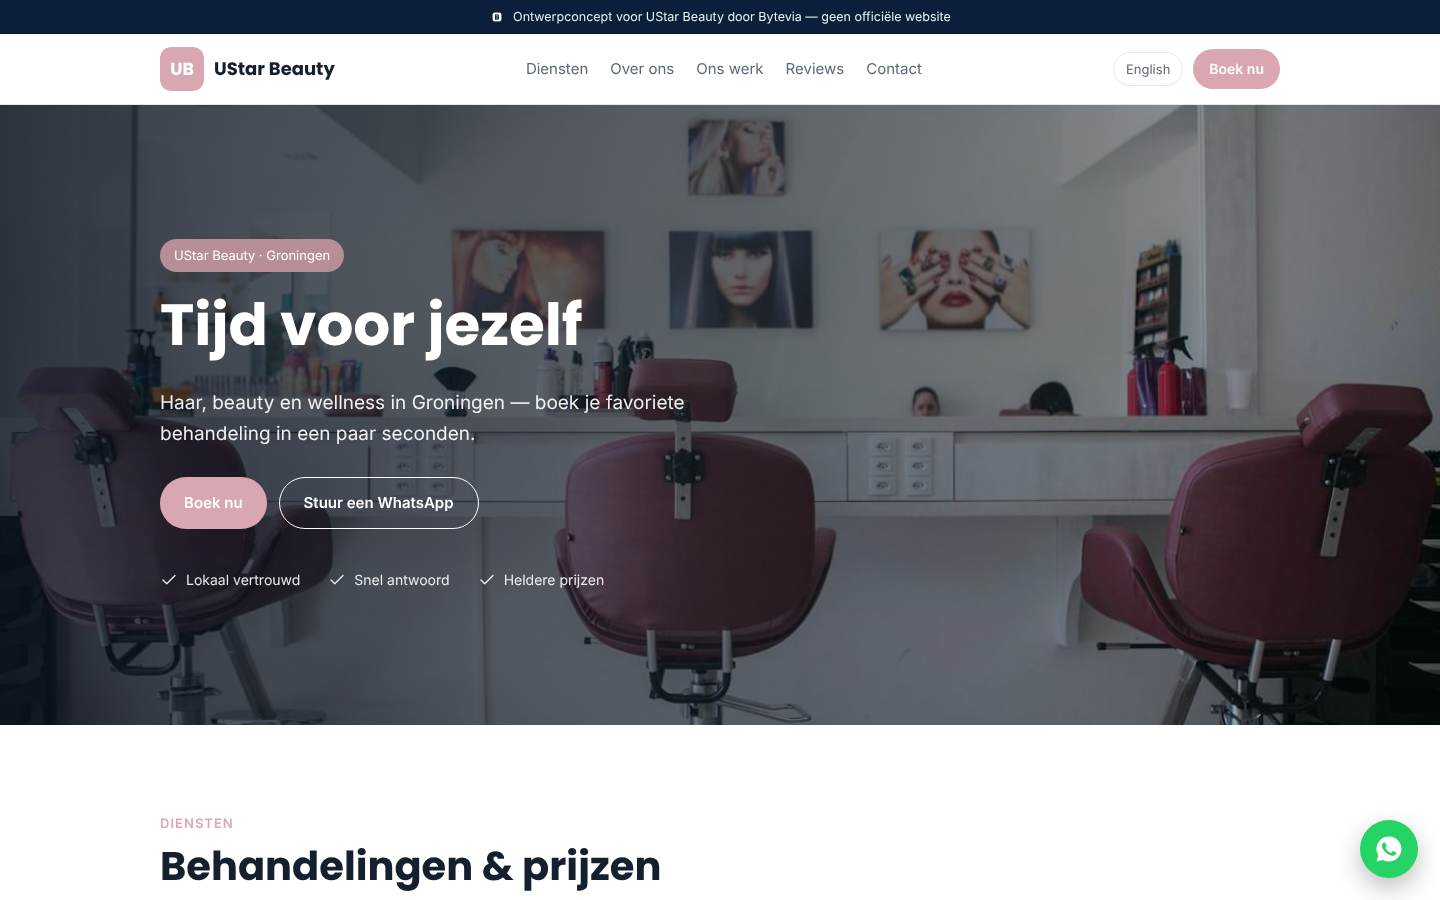 Ontwerpconcept voor UStar Beauty door Bytevia — geen officiële website
UB UStar Beauty
Diensten Over ons Ons werk Reviews Contact
English
Boek nu
UStar Beauty · Groningen
Tijd voor jezelf
Haar, beauty en wellness in Groningen — boek je favoriete
behandeling in een paar seconden.
Boek nu
Stuur een WhatsApp
Lokaal vertrouwd Snel antwoord Heldere prijzen
DIENSTEN
Behandelingen & prijzen